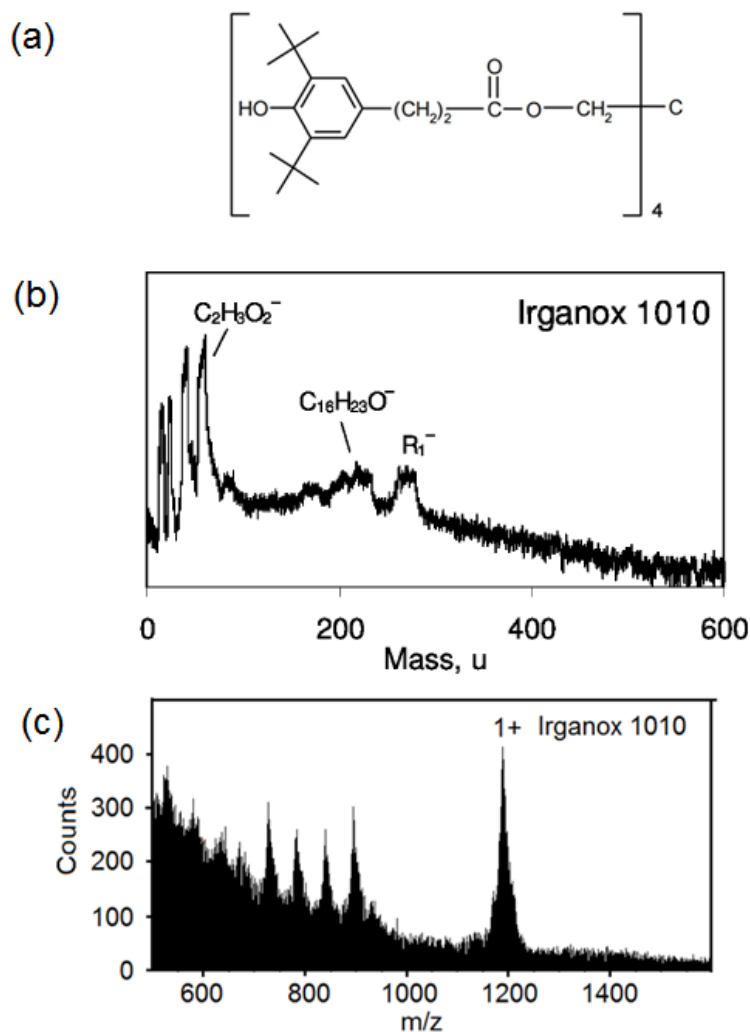 (a)
O
HO
(CH₂)₂
C
O
CH₂
C
4
(b)
C₂H₃O₂⁻
Irganox 1010
C₁₆H₂₃O⁻
R₁⁻
0
200
400
600
Mass, u
(c)
1+ Irganox 1010
400
300
200
100
0
Counts
600
800
1000
1200
1400
m/z